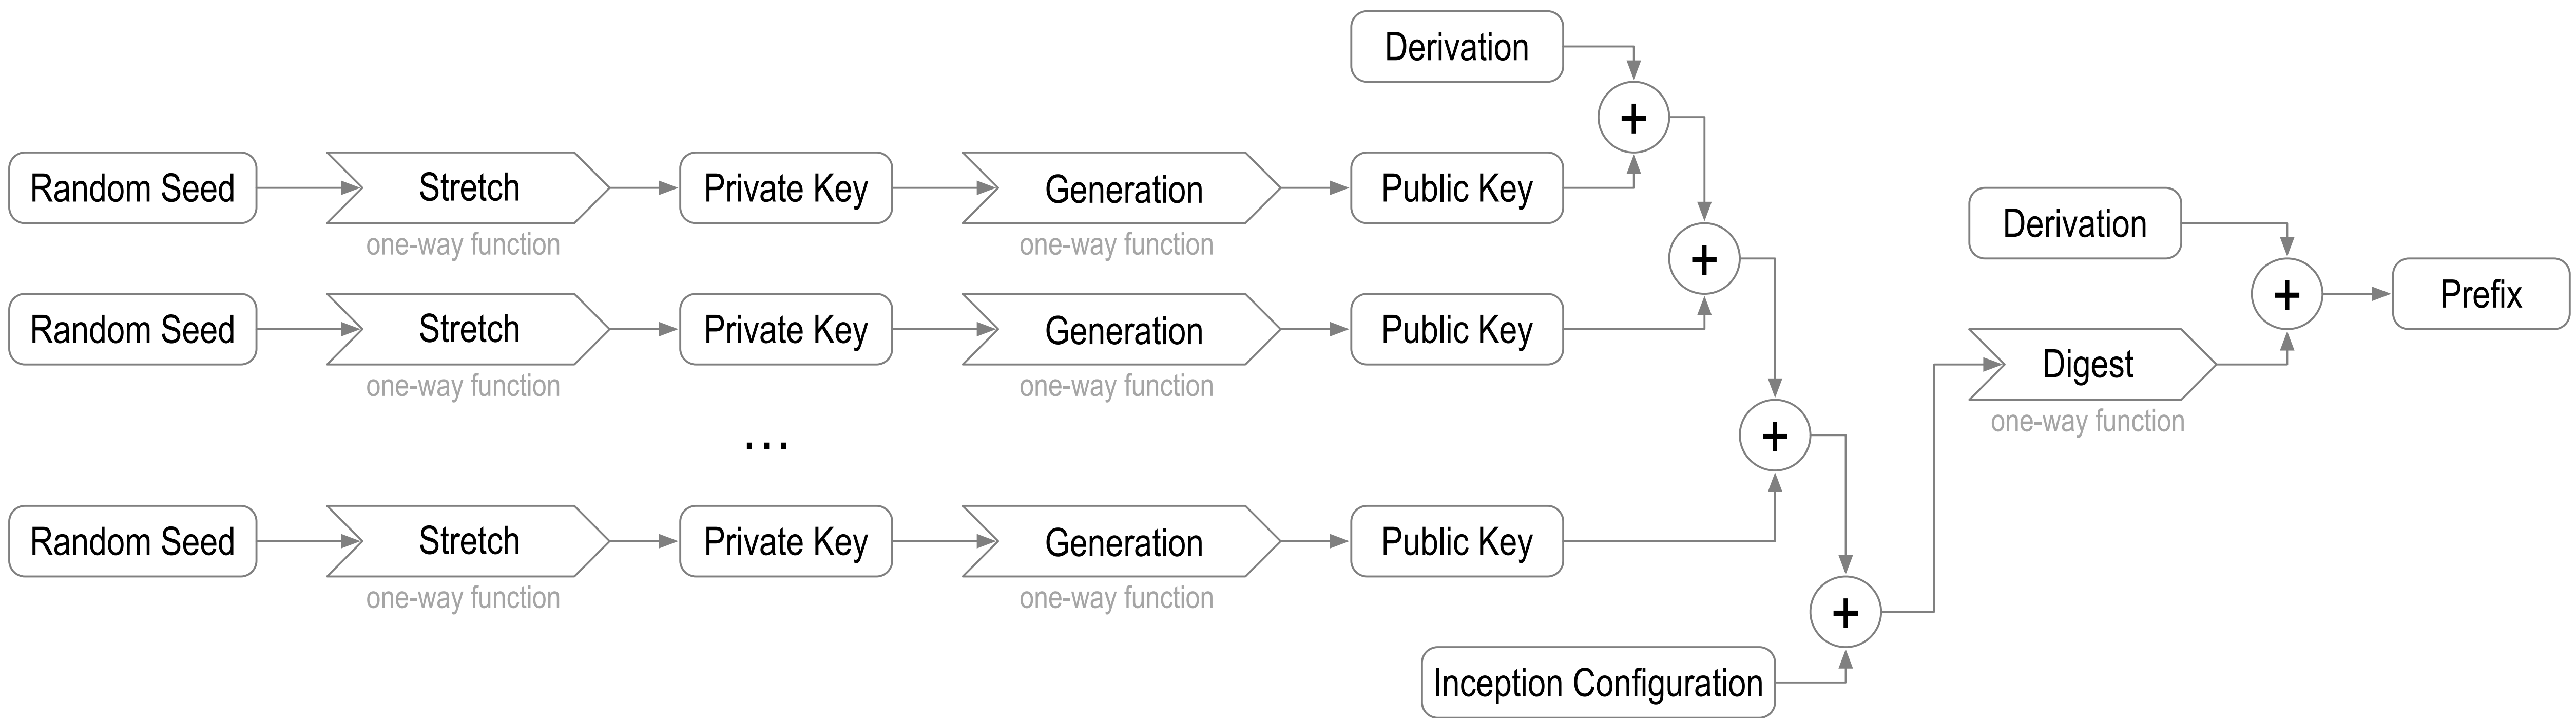 Derivation
+
Random Seed
Stretch
Private Key
Generation
Public Key
one-way function
one-way function
+
Derivation
+
Prefix
Random Seed
Stretch
Private Key
Generation
Public Key
one-way function
one-way function
Digest
one-way function
...
+
Random Seed
Stretch
Private Key
Generation
Public Key
one-way function
one-way function
+
Inception Configuration